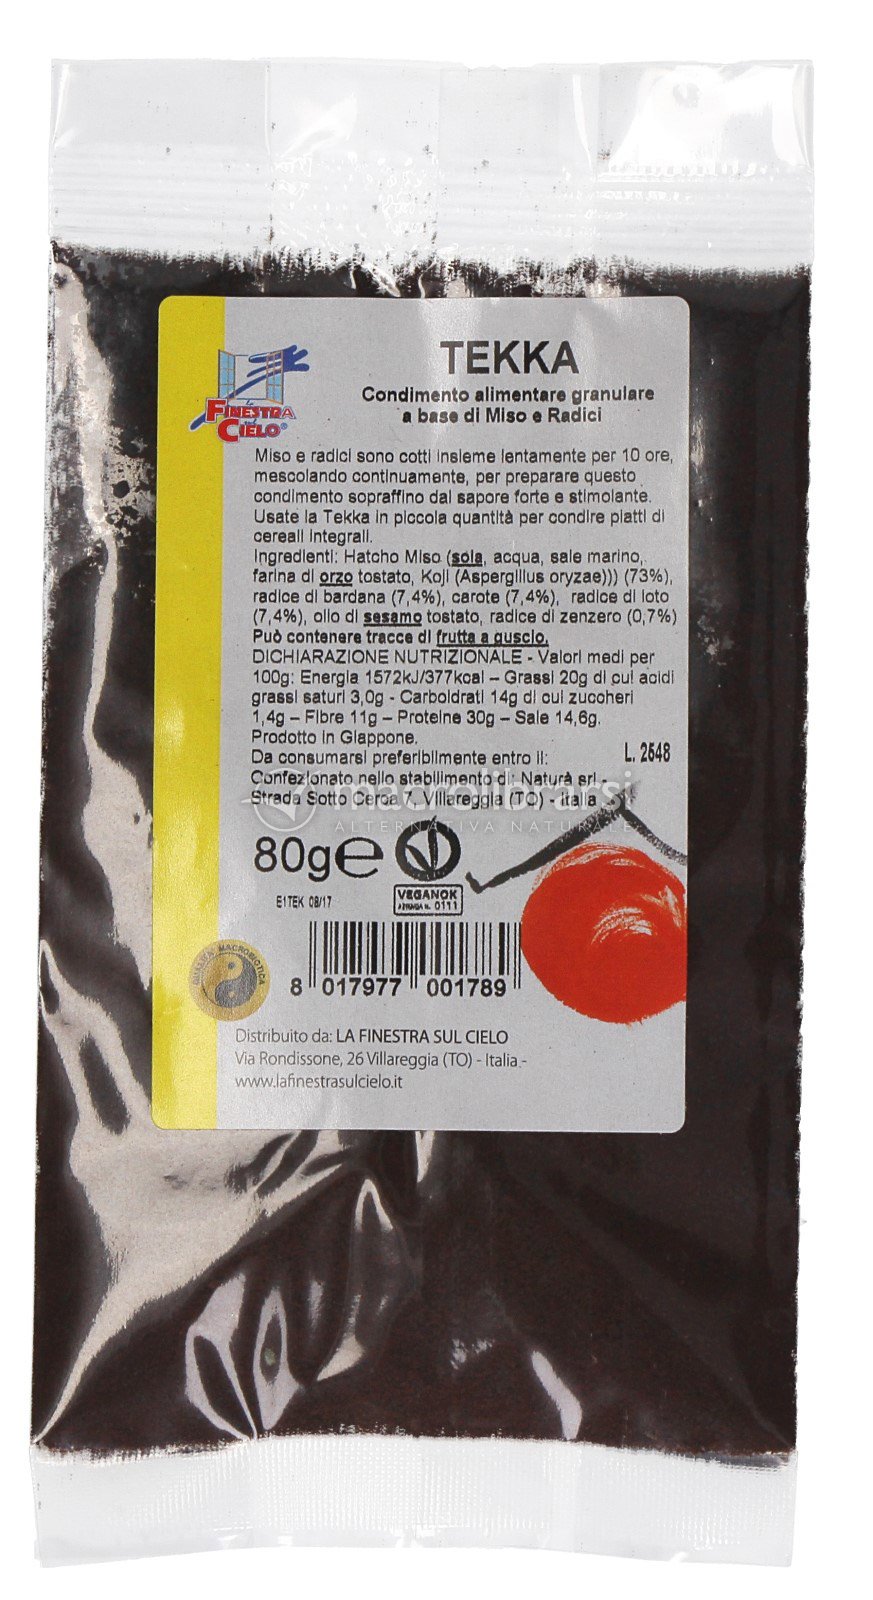 TEKKA
Condimento alimentare granulare
a base di Miso e Radici
La
FINESTRA
sul
CIELO®
Miso e radici sono cotti insieme lentamente per 10 ore,
mescolando continuamente, per preparare questo
condimento sopraffino dal sapore forte e stimolante.
Usate la Tekka in piccola quantità per condire piatti di
cereali integrali.
Ingredienti: Hatcho Miso (soia, acqua, sale marino,
farina di orzo tostato, Koji (Aspergillus oryzae))) (73%),
radice di bardana (7,4%), carote (7,4%), radice di loto
(7,4%), olio di sesamo tostato, radice di zenzero (0,7%)
Può contenere tracce di frutta a guscio.
DICHIARAZIONE NUTRIZIONALE - Valori medi per
100g: Energia 1572kJ/377kcal – Grassi 20g di cui acidi
grassi saturi 3,0g - Carboidrati 14g di cui zuccheri
1,4g – Fibre 11g – Proteine 30g – Sale 14,6g.
Prodotto in Giappone.
Da consumarsi preferibilmente entro il: L. 2548
Confezionato nello stabilimento di Naturà srl -
Strada Sotto Cerca 7, Villareggia (TO) - Italia
macrolibrarsi
ALTERNATIVA NATURALE
80g e
VEGANOK
AZIENDA N. 0111
E1TEK 08/17
QUALITÀ MACROBIOTICA
8 017977 001789
Distribuito da: LA FINESTRA SUL CIELO
Via Rondissone, 26 Villareggia (TO) - Italia -
www.lafinestrasulcielo.it